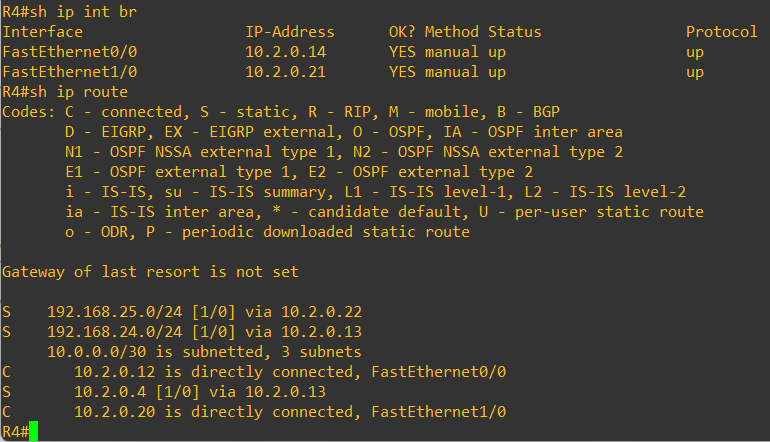 R4#sh ip int br
Interface                  IP-Address      OK? Method Status                Protocol
FastEthernet0/0            10.2.0.14       YES manual up                    up
FastEthernet1/0            10.2.0.21       YES manual up                    up
R4#sh ip route
Codes: C - connected, S - static, R - RIP, M - mobile, B - BGP
       D - EIGRP, EX - EIGRP external, O - OSPF, IA - OSPF inter area
       N1 - OSPF NSSA external type 1, N2 - OSPF NSSA external type 2
       E1 - OSPF external type 1, E2 - OSPF external type 2
       i - IS-IS, su - IS-IS summary, L1 - IS-IS level-1, L2 - IS-IS level-2
       ia - IS-IS inter area, * - candidate default, U - per-user static route
       o - ODR, P - periodic downloaded static route
Gateway of last resort is not set
S    192.168.25.0/24 [1/0] via 10.2.0.22
S    192.168.24.0/24 [1/0] via 10.2.0.13
     10.0.0.0/30 is subnetted, 3 subnets
C       10.2.0.12 is directly connected, FastEthernet0/0
S       10.2.0.4 [1/0] via 10.2.0.13
C       10.2.0.20 is directly connected, FastEthernet1/0
R4#